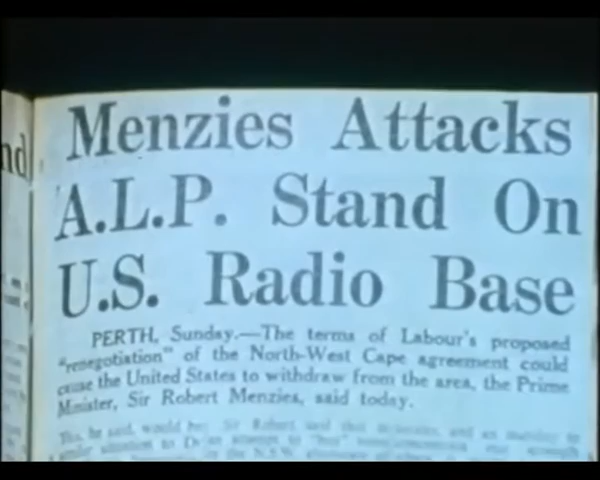 nd
Menzies Attacks
A.L.P. Stand On
U.S. Radio Base
PERTH, Sunday.—The terms of Labour's proposed
"renegotiation" of the North-West Cape agreement could
cause the United States to withdraw from the area, the Prime
Minister, Sir Robert Menzies, said today.